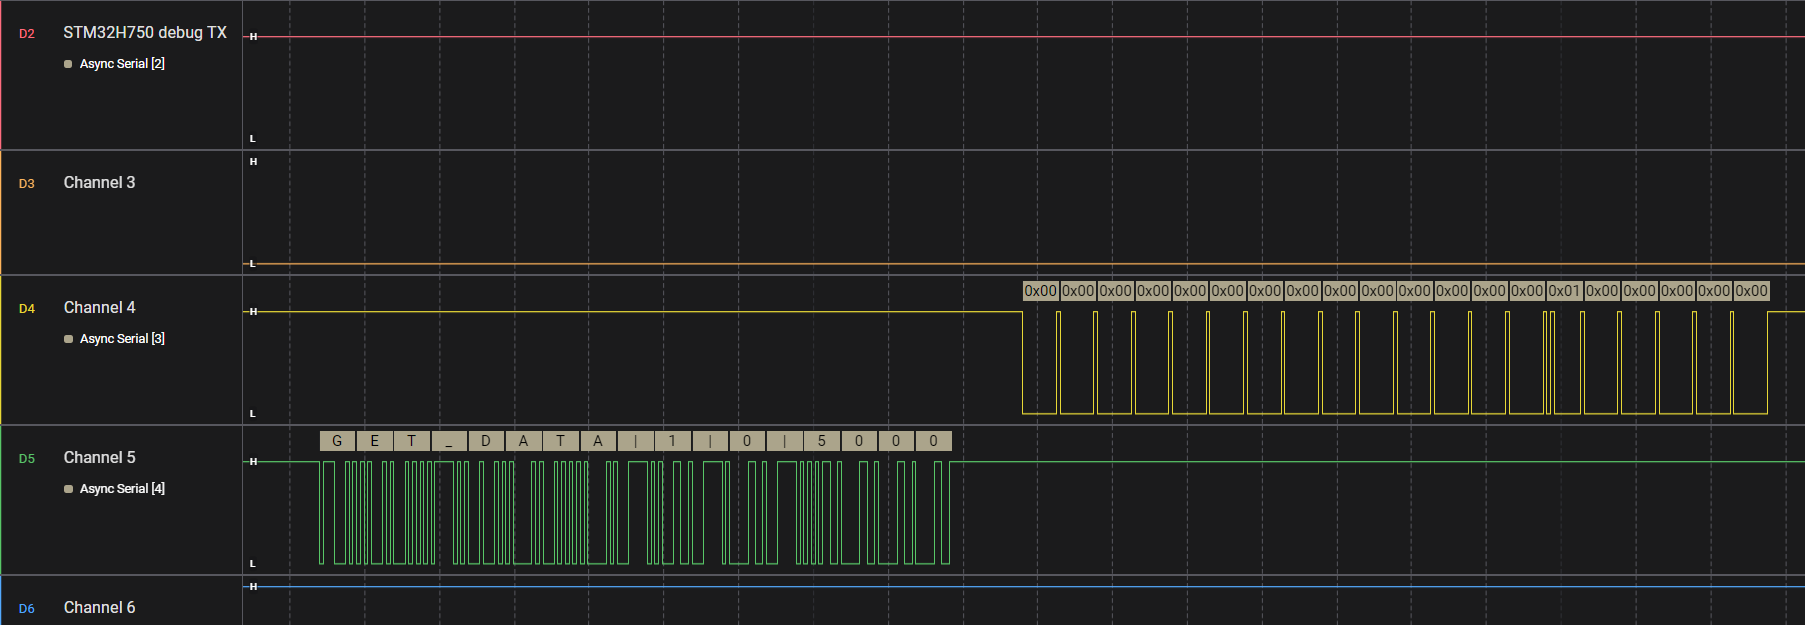 D2 STM32H750 debug TX H
Async Serial [2]
L
H
D3 Channel 3
L
0x00 0x00 0x00 0x00 0x00 0x00 0x00 0x00 0x00 0x00 0x00 0x00 0x00 0x00 0x01 0x00 0x00 0x00 0x00 0x00
D4 Channel 4 H
Async Serial [3]
L
G E T _ D A T A | 1 | 0 | 5 0 0 0
D5 Channel 5 H
Async Serial [4]
L
H
D6 Channel 6